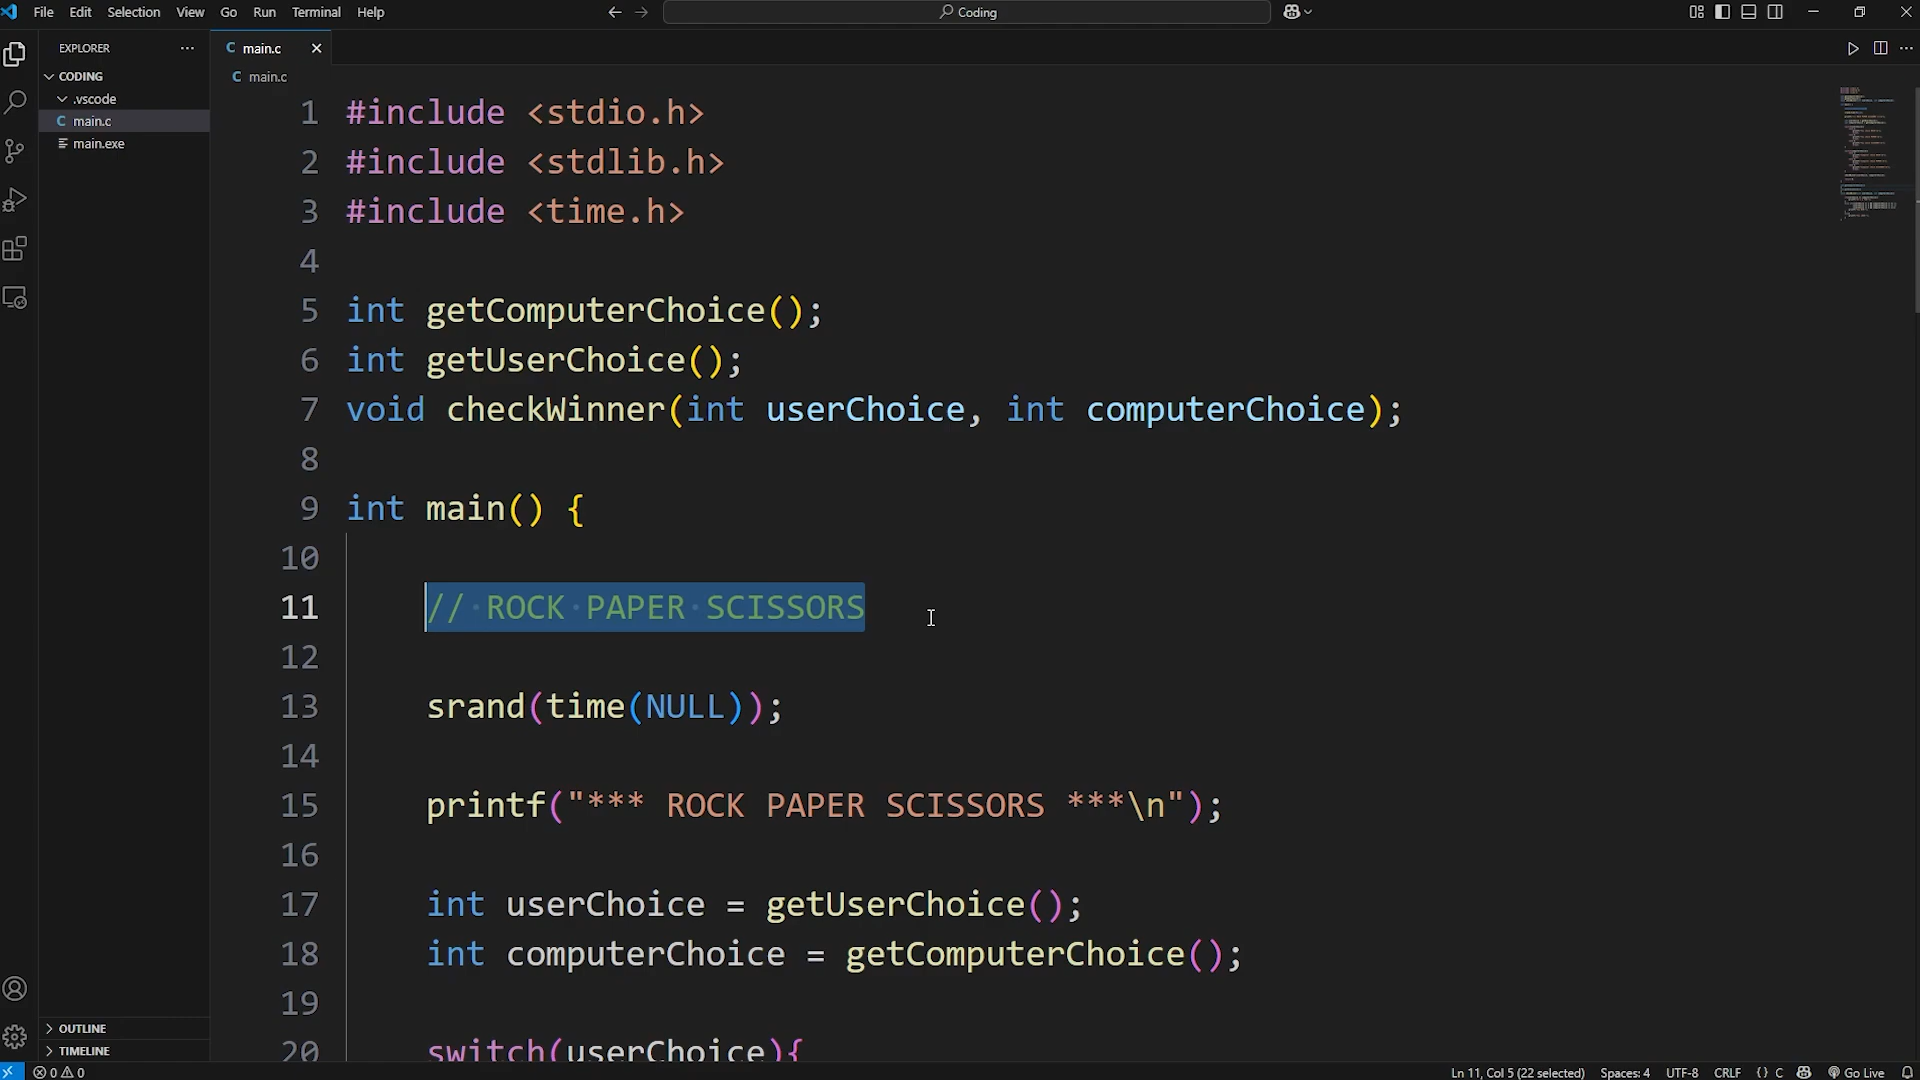 File Edit Selection View Go Run Terminal Help
Coding
EXPLORER
CODING
.vscode
C main.c
main.exe
OUTLINE
TIMELINE
C main.c
C main.c
1 #include <stdio.h>
2 #include <stdlib.h>
3 #include <time.h>
4
5 int getComputerChoice();
6 int getUserChoice();
7 void checkWinner(int userChoice, int computerChoice);
8
9 int main() {
10
11 // ROCK PAPER SCISSORS
12
13 srand(time(NULL));
14
15 printf("*** ROCK PAPER SCISSORS ***\n");
16
17 int userChoice = getUserChoice();
18 int computerChoice = getComputerChoice();
19
20 switch(userChoice){
0 0 Ln 11, Col 5 (22 selected) Spaces: 4 UTF-8 CRLF {} C Go Live